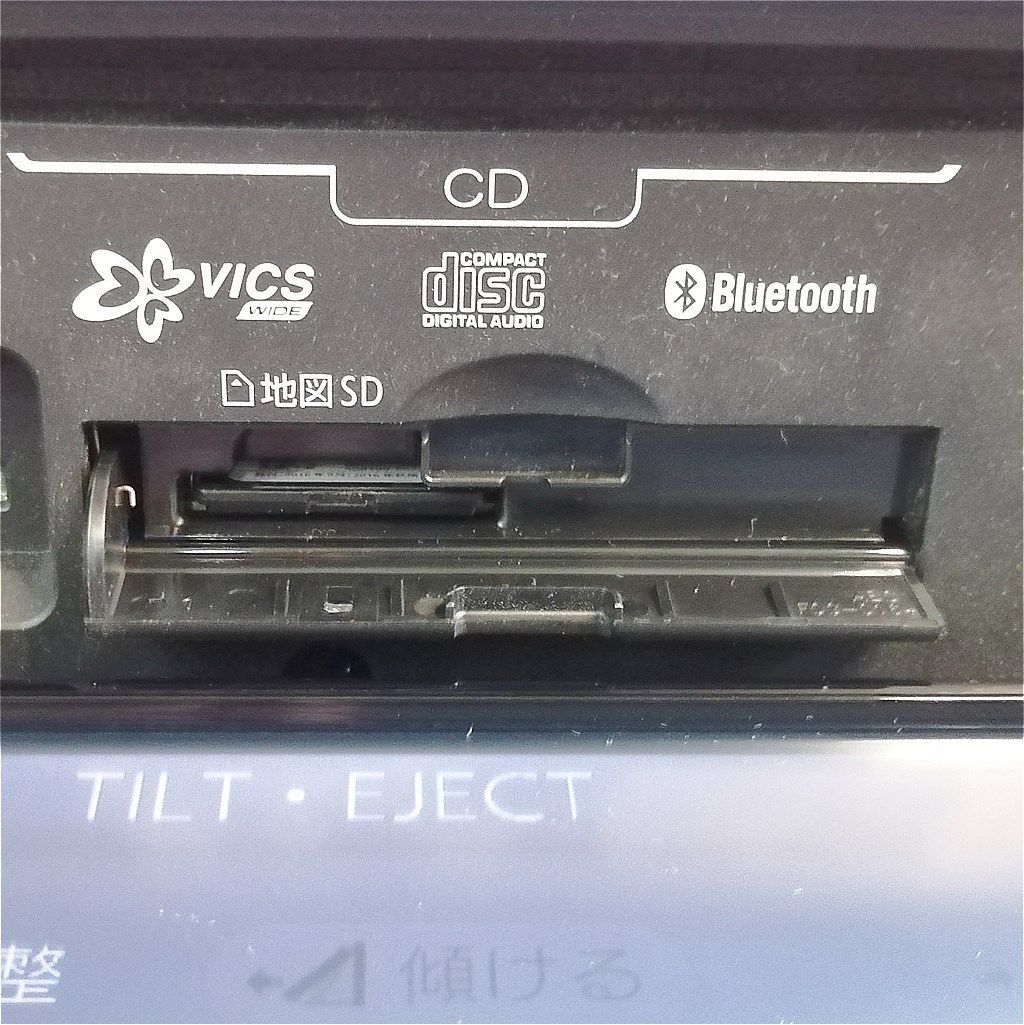 CD
VICS
WIDE
COMPACT
disc
DIGITAL AUDIO
Bluetooth
地図SD
TILT・EJECT
整
傾ける